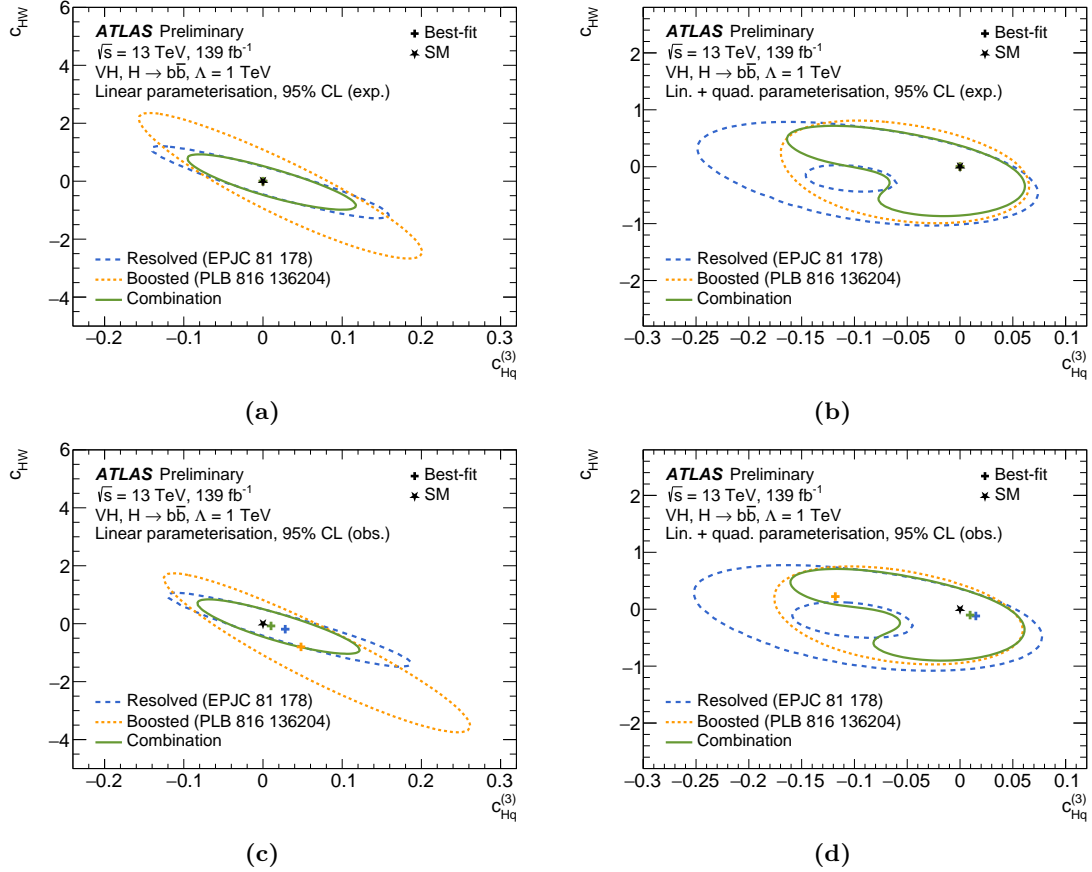 c_HW
6
4
2
0
−2
−4
ATLAS Preliminary
√s = 13 TeV, 139 fb⁻¹
VH, H → bb̅, Λ = 1 TeV
Linear parameterisation, 95% CL (exp.)
Best-fit
SM
Resolved (EPJC 81 178)
Boosted (PLB 816 136204)
Combination
−0.2 −0.1 0 0.1 0.2 0.3
c_Hq^(3)
(a)
c_HW
2
1
0
−1
−2
ATLAS Preliminary
√s = 13 TeV, 139 fb⁻¹
VH, H → bb̅, Λ = 1 TeV
Lin. + quad. parameterisation, 95% CL (exp.)
Best-fit
SM
Resolved (EPJC 81 178)
Boosted (PLB 816 136204)
Combination
−0.3 −0.25 −0.2 −0.15 −0.1 −0.05 0 0.05 0.1
c_Hq^(3)
(b)
c_HW
6
4
2
0
−2
−4
ATLAS Preliminary
√s = 13 TeV, 139 fb⁻¹
VH, H → bb̅, Λ = 1 TeV
Linear parameterisation, 95% CL (obs.)
Best-fit
SM
Resolved (EPJC 81 178)
Boosted (PLB 816 136204)
Combination
−0.2 −0.1 0 0.1 0.2 0.3
c_Hq^(3)
(c)
c_HW
2
1
0
−1
−2
ATLAS Preliminary
√s = 13 TeV, 139 fb⁻¹
VH, H → bb̅, Λ = 1 TeV
Lin. + quad. parameterisation, 95% CL (obs.)
Best-fit
SM
Resolved (EPJC 81 178)
Boosted (PLB 816 136204)
Combination
−0.3 −0.25 −0.2 −0.15 −0.1 −0.05 0 0.05 0.1
c_Hq^(3)
(d)